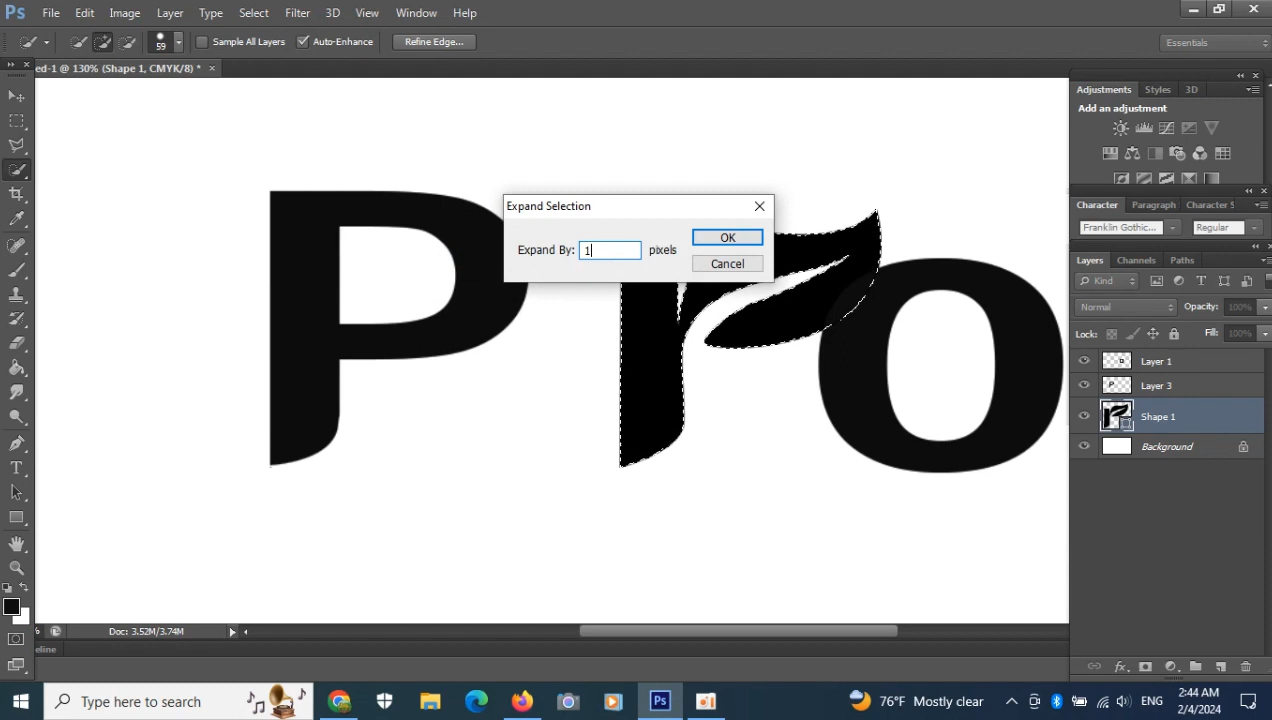 Ps File Edit Image Layer Type Select Filter 3D View Window Help
59 Sample All Layers Auto-Enhance Refine Edge... Essentials
ed-1 @ 130% (Shape 1, CMYK/8) * ×
Adjustments Styles 3D
Add an adjustment
Character Paragraph Character S
Franklin Gothic... Regular
Layers Channels Paths
Kind
Normal Opacity: 100%
Lock: Fill: 100%
Layer 1
Layer 3
Shape 1
Background
Expand Selection
Expand By: 1 pixels
OK
Cancel
Pro
% Doc: 3.52M/3.74M
eline
Type here to search
Ps
76°F Mostly clear ENG 2:44 AM
2/4/2024